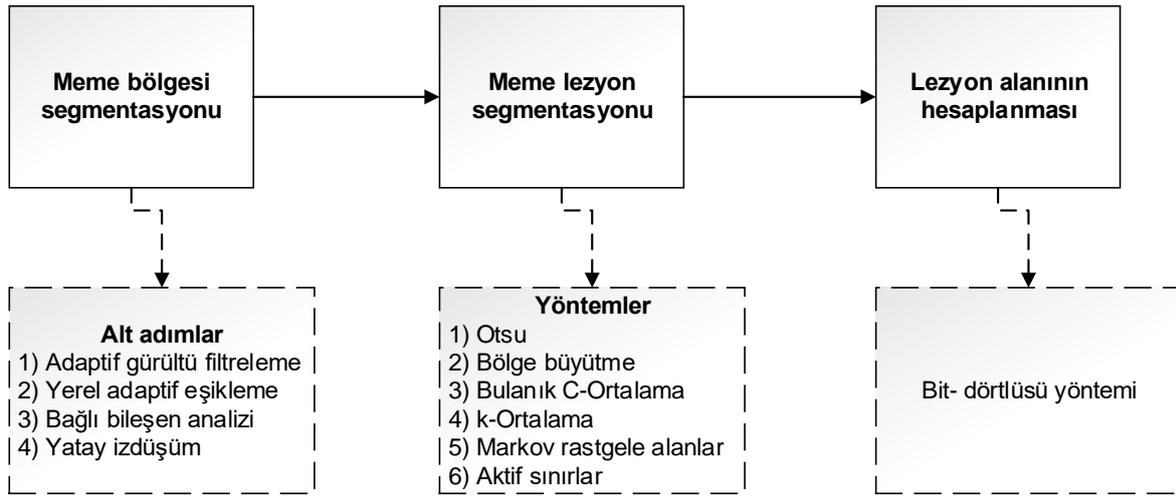 Meme bölgesi
segmentasyonu
Meme lezyon
segmentasyonu
Lezyon alanının
hesaplanması
Alt adımlar
1) Adaptif gürültü filtreleme
2) Yerel adaptif eşikleme
3) Bağlı bileşen analizi
4) Yatay izdüşüm
Yöntemler
1) Otsu
2) Bölge büyütme
3) Bulanık C-Ortalama
4) k-Ortalama
5) Markov rastgele alanlar
6) Aktif sınırlar
Bit- dörtlüsü yöntemi